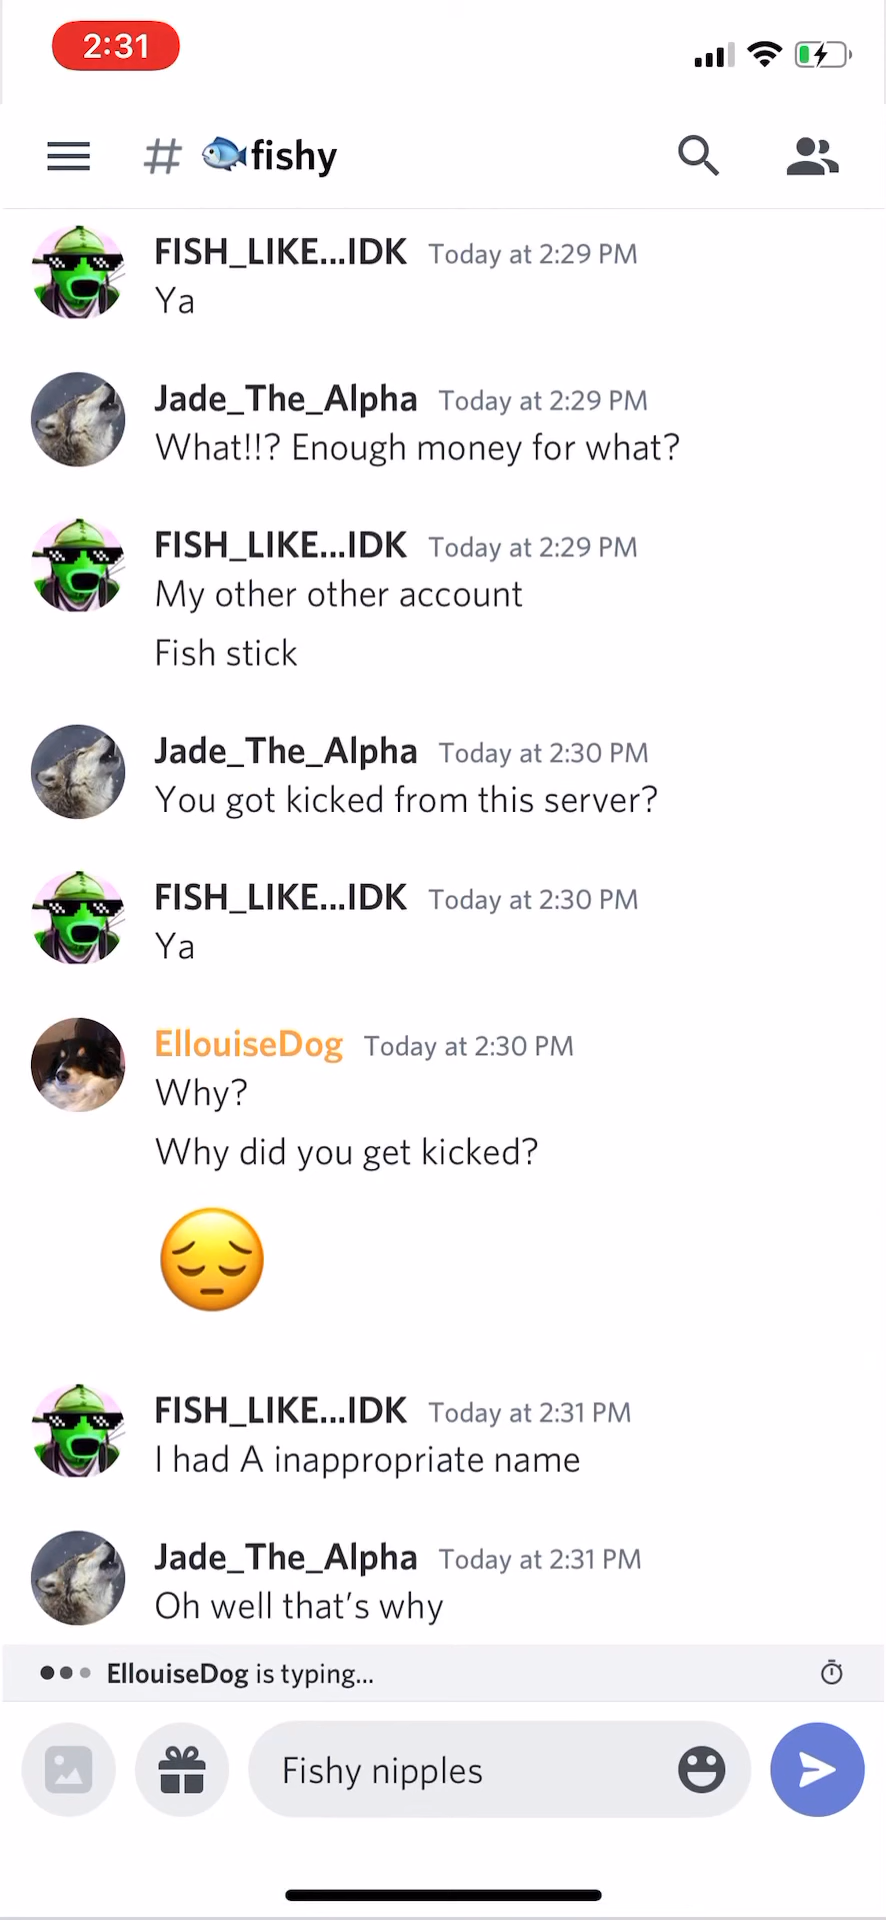 2:31
# 🐟fishy
FISH_LIKE...IDK Today at 2:29 PM
Ya
Jade_The_Alpha Today at 2:29 PM
What!!? Enough money for what?
FISH_LIKE...IDK Today at 2:29 PM
My other other account
Fish stick
Jade_The_Alpha Today at 2:30 PM
You got kicked from this server?
FISH_LIKE...IDK Today at 2:30 PM
Ya
EllouiseDog Today at 2:30 PM
Why?
Why did you get kicked?
😔
FISH_LIKE...IDK Today at 2:31 PM
I had A inappropriate name
Jade_The_Alpha Today at 2:31 PM
Oh well that's why
EllouiseDog is typing...
Fishy nipples